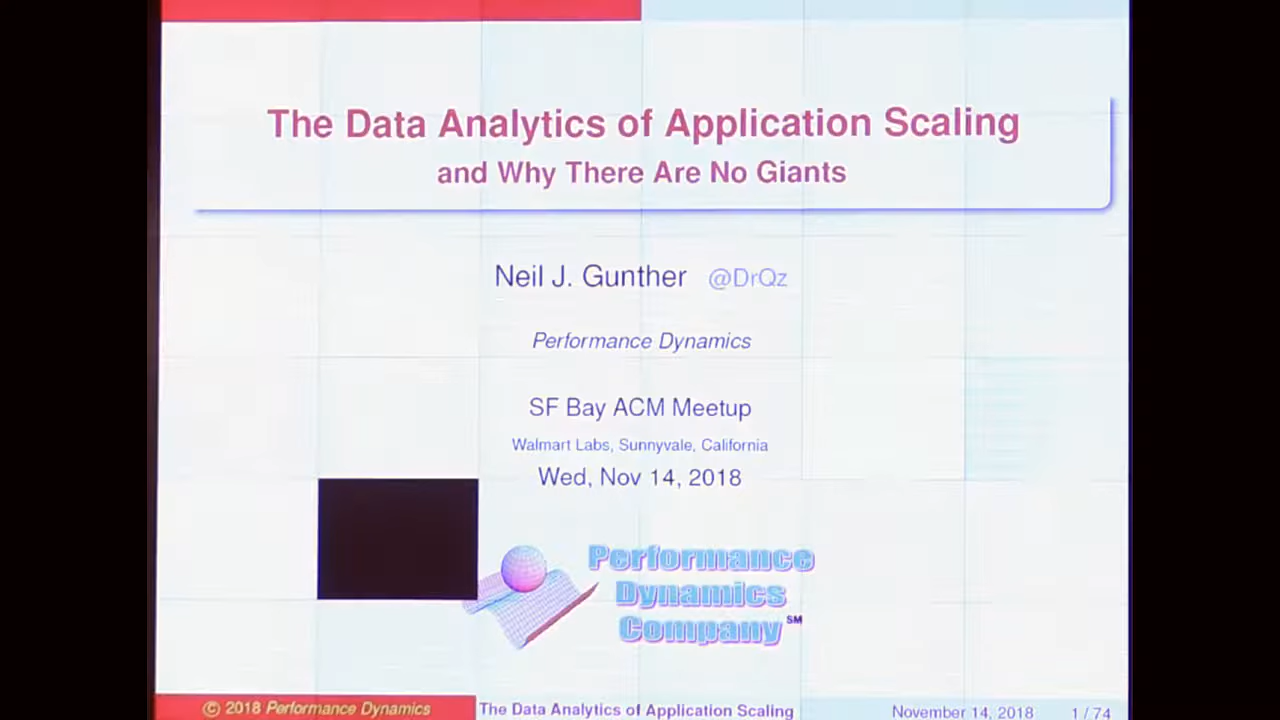 The Data Analytics of Application Scaling
and Why There Are No Giants
Neil J. Gunther @DrQz
Performance Dynamics
SF Bay ACM Meetup
Walmart Labs, Sunnyvale, California
Wed, Nov 14, 2018
Performance
Dynamics
Company SM
© 2018 Performance Dynamics The Data Analytics of Application Scaling November 14, 2018 1 / 74